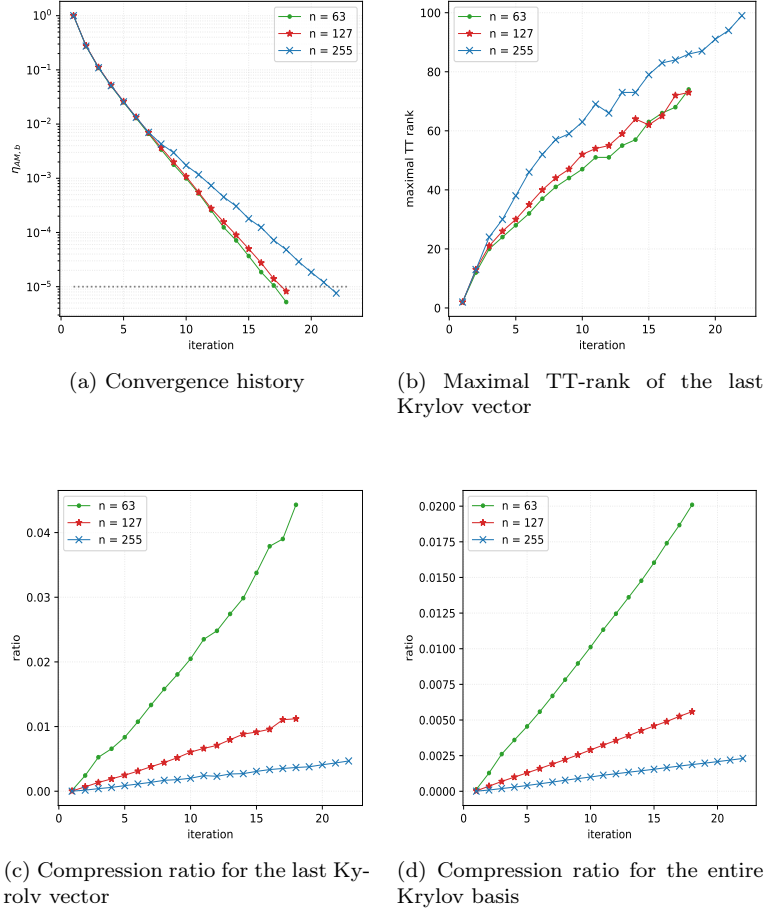 n = 63
n = 127
n = 255
10⁰
10⁻¹
10⁻²
10⁻³
10⁻⁴
10⁻⁵
η_{AM,b}
0 5 10 15 20
iteration
(a) Convergence history
n = 63
n = 127
n = 255
100
80
60
40
20
0
maximal TT rank
0 5 10 15 20
iteration
(b) Maximal TT-rank of the last
Krylov vector
n = 63
n = 127
n = 255
0.04
0.03
0.02
0.01
0.00
ratio
0 5 10 15 20
iteration
(c) Compression ratio for the last Ky-
rolv vector
n = 63
n = 127
n = 255
0.0200
0.0175
0.0150
0.0125
0.0100
0.0075
0.0050
0.0025
0.0000
ratio
0 5 10 15 20
iteration
(d) Compression ratio for the entire
Krylov basis